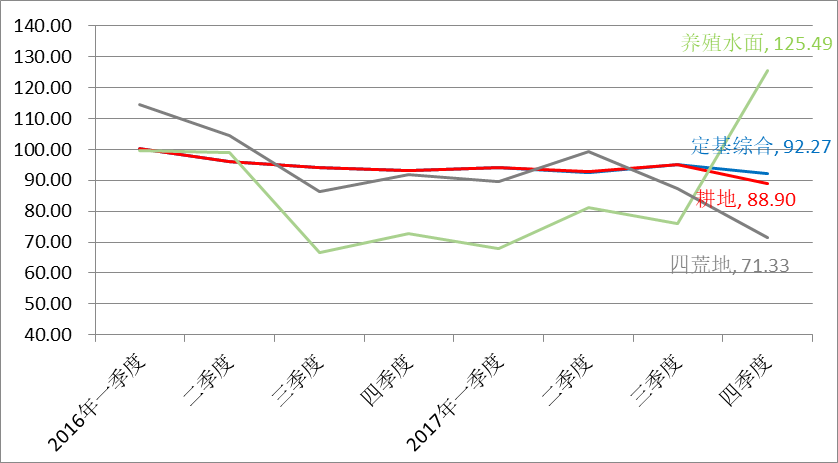 140.00
130.00
120.00
110.00
100.00
90.00
80.00
70.00
60.00
50.00
40.00
养殖水面, 125.49
定基综合, 92.27
耕地, 88.90
四荒地, 71.33
2016年一季度
二季度
三季度
四季度
2017年一季度
二季度
三季度
四季度